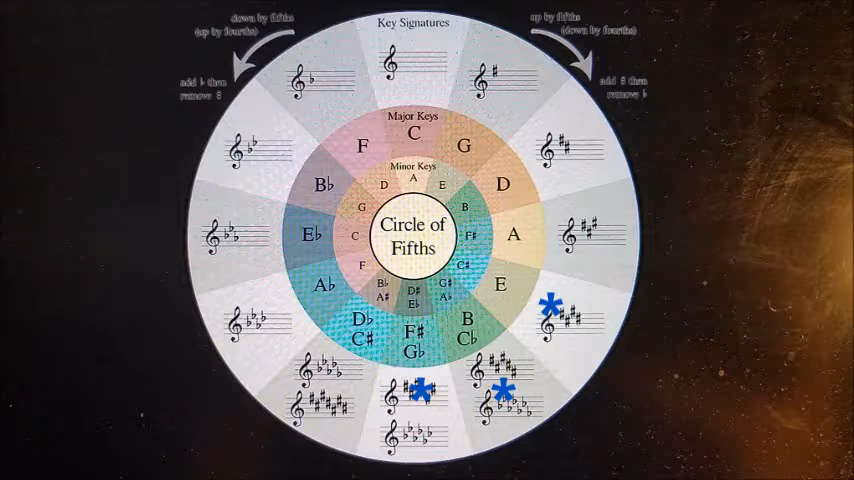 down by fifths
(up by fourths)
add ♭ then
remove ♯
up by fifths
(down by fourths)
add ♯ then
remove ♭
Key Signatures
Major Keys
C
G
D
A
E
B
C♭
F♯
G♭
D♭
C♯
A♭
E♭
B♭
F
Minor Keys
A
E
B
F♯
C♯
G♯
A♭
D♯
E♭
B♭
A♯
F
C
G
D
Circle of
Fifths